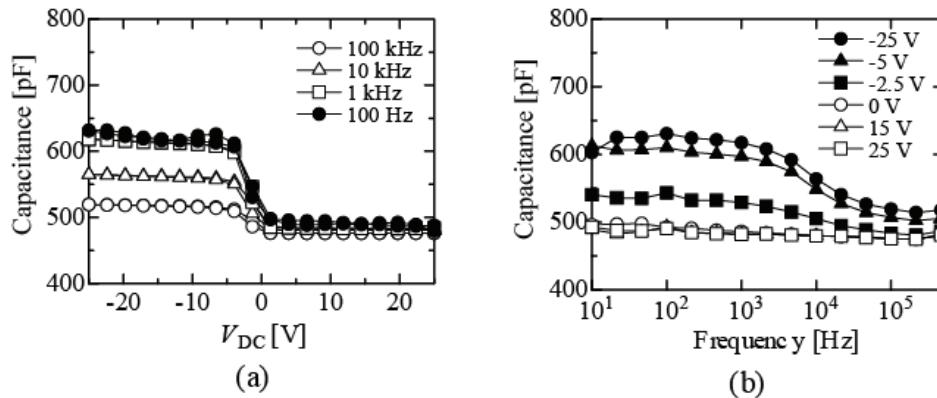 800
700
600
500
400
Capacitance [pF]
100 kHz
10 kHz
1 kHz
100 Hz
-20 -10 0 10 20
VDC [V]
(a)
800
700
600
500
400
Capacitance [pF]
-25 V
-5 V
-2.5 V
0 V
15 V
25 V
10¹ 10² 10³ 10⁴ 10⁵
Frequency [Hz]
(b)